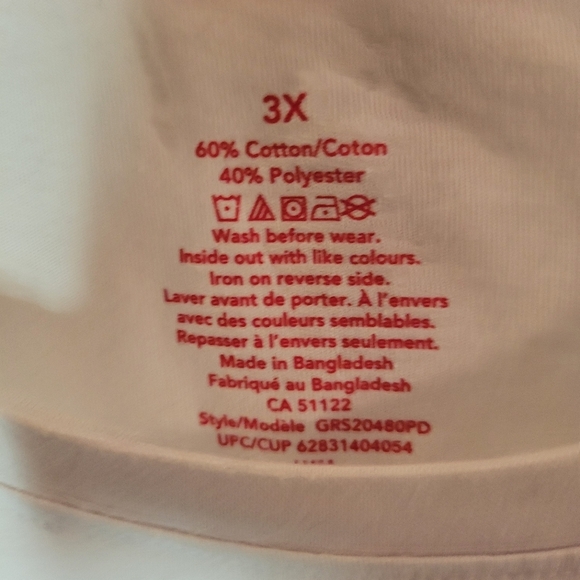 3X
60% Cotton/Coton
40% Polyester
Wash before wear.
Inside out with like colours.
Iron on reverse side.
Laver avant de porter. À l'envers
avec des couleurs semblables.
Repasser à l'envers seulement.
Made in Bangladesh
Fabriqué au Bangladesh
CA 51122
Style/Modèle GRS20480PD
UPC/CUP 62831404054